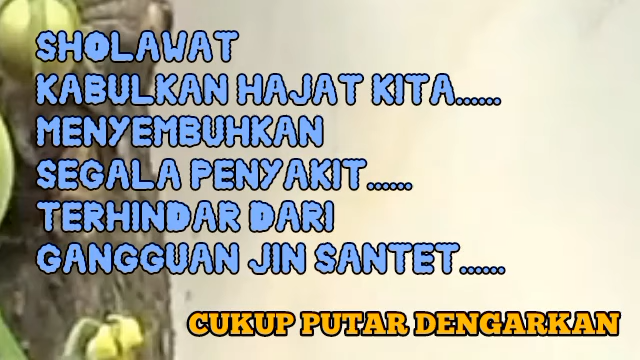 SHOLAWAT
KABULKAN HAJAT KITA......
MENYEMBUHKAN
SEGALA PENYAKIT......
TERHINDAR DARI
GANGGUAN JIN SANTET......
CUKUP PUTAR DENGARKAN